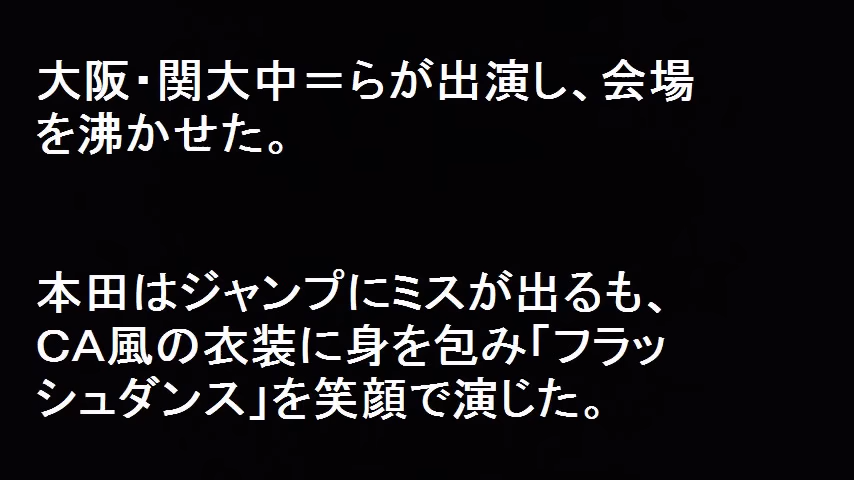 大阪・関大中＝らが出演し、会場
を沸かせた。
本田はジャンプにミスが出るも、
ＣＡ風の衣装に身を包み「フラッ
シュダンス」を笑顔で演じた。